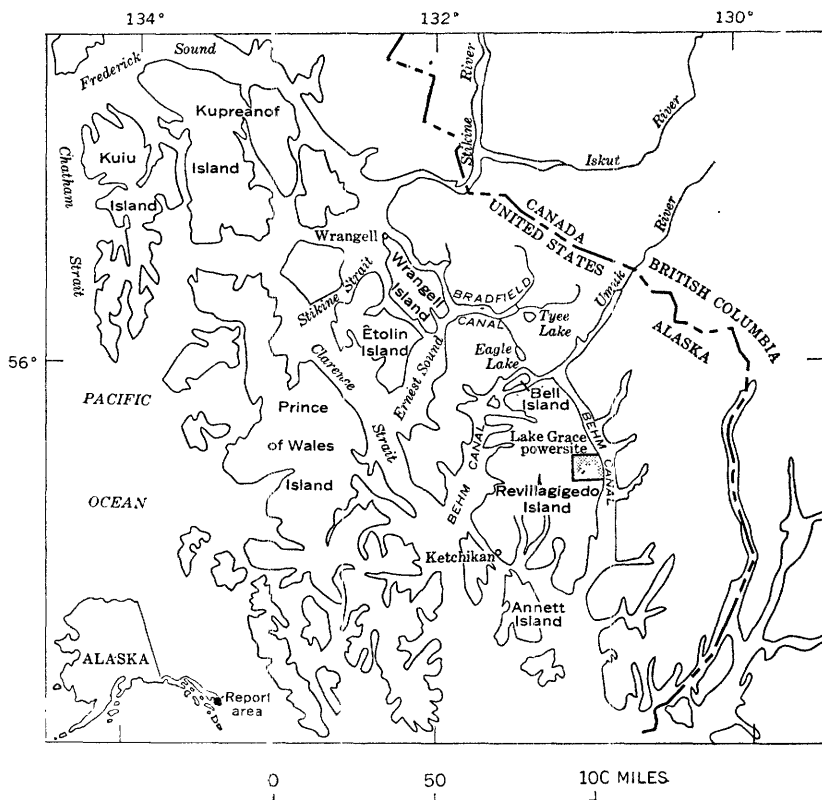 134°
132°
130°
Frederick
Sound
River
Kupreanof
Island
Kuiu
Island
Chatham
Strait
Stikine
Iskut
River
River
CANADA
UNITED STATES
Wrangell
Wrangell
Island
BRADFIELD
CANAL
Unuk
BRITISH COLUMBIA
ALASKA
Stikine Strait
Etolin
Island
Tyee
Lake
Eagle
Lake
56°
Clarence
Strait
Ernest Sound
Bell
Island
PACIFIC
OCEAN
Prince
of Wales
Island
BEHM CANAL
BEHM CANAL
Lake Grace
powersite
Revillagigedo
Island
Ketchikan
Annett
Island
ALASKA
Report
area
0
50
100 MILES